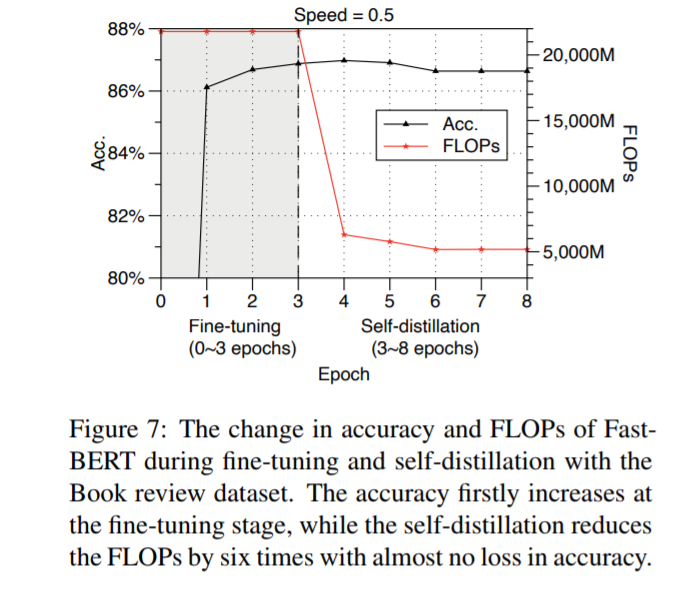 Speed = 0.5
88%
86%
84%
82%
80%
Acc.
20,000M
15,000M
10,000M
5,000M
FLOPs
Acc.
FLOPs
0 1 2 3 4 5 6 7 8
Fine-tuning Self-distillation
(0~3 epochs) (3~8 epochs)
Epoch
Figure 7: The change in accuracy and FLOPs of Fast-
BERT during fine-tuning and self-distillation with the
Book review dataset. The accuracy firstly increases at
the fine-tuning stage, while the self-distillation reduces
the FLOPs by six times with almost no loss in accuracy.